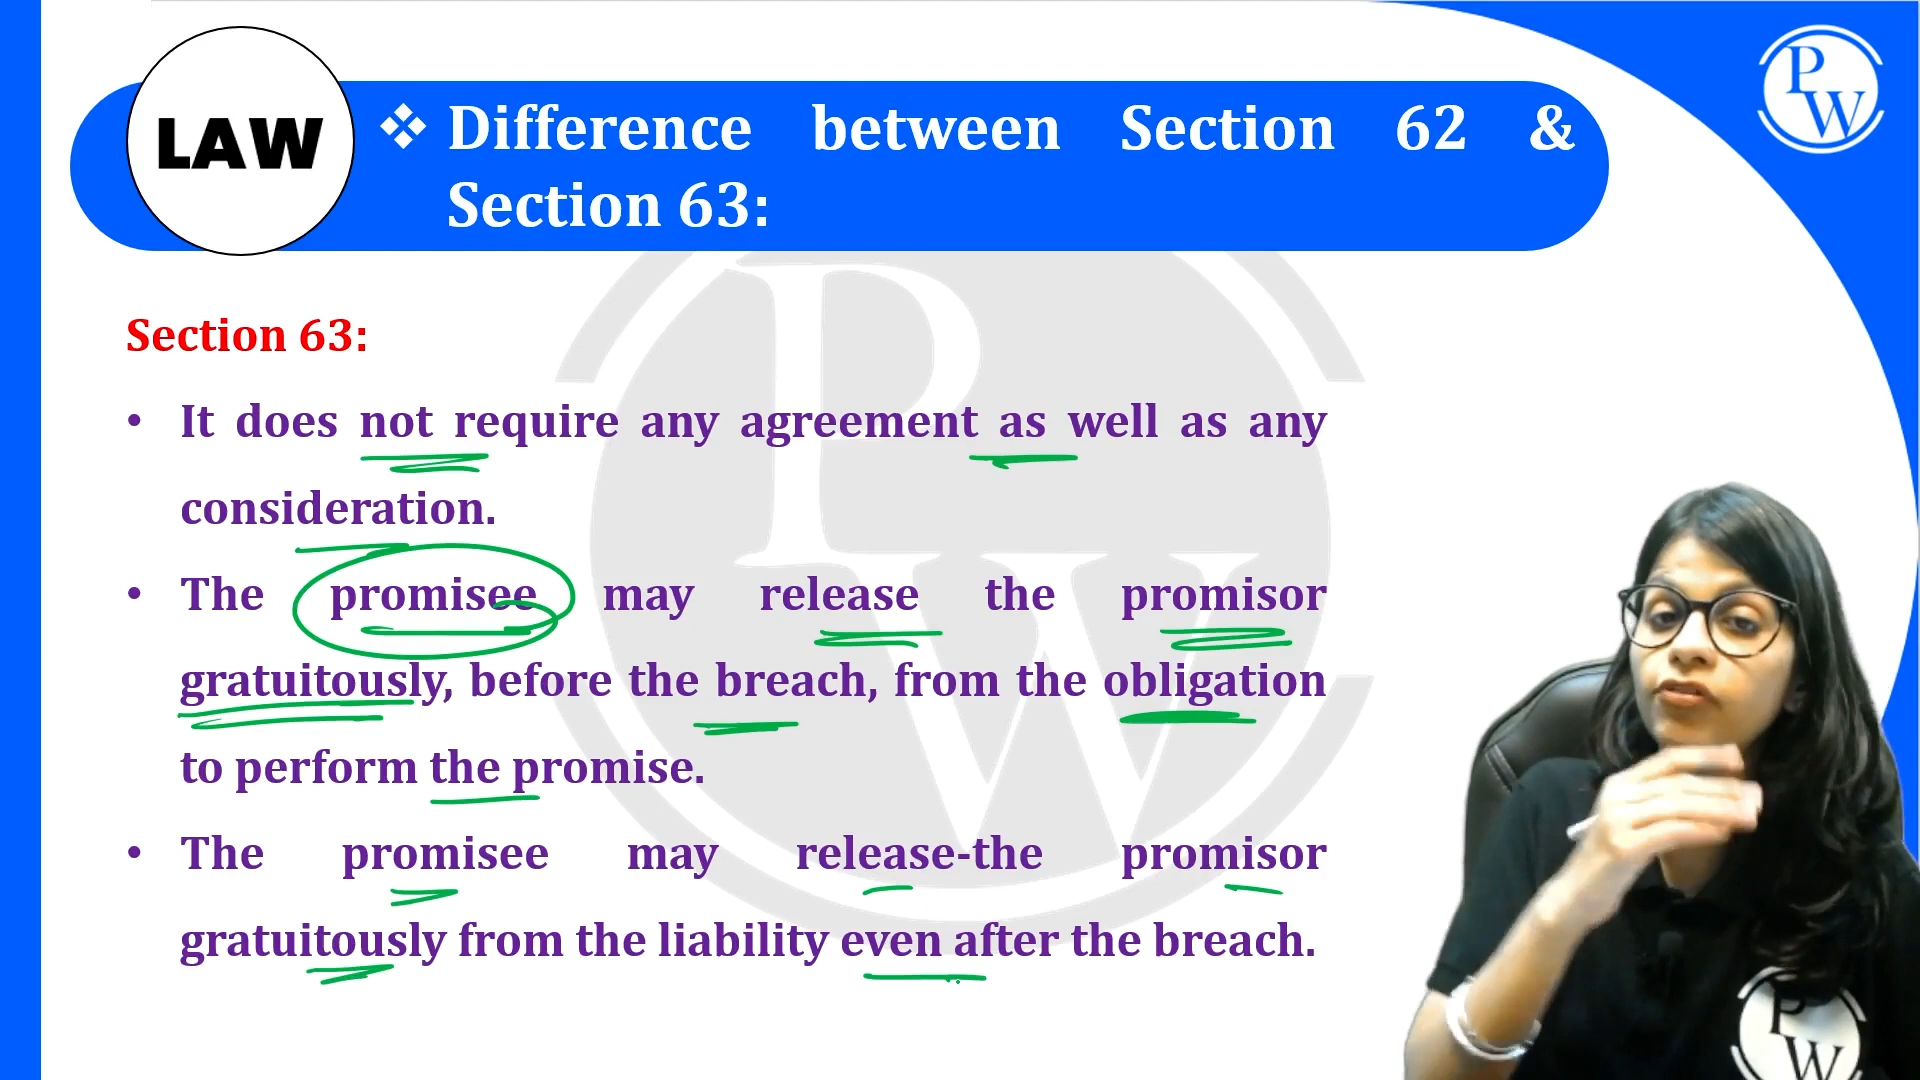 LAW
❖ Difference between Section 62 &
Section 63:
PW
Section 63:
• It does not require any agreement as well as any
consideration.
• The promisee may release the promisor
gratuitously, before the breach, from the obligation
to perform the promise.
• The promisee may release-the promisor
gratuitously from the liability even after the breach.
PW
PW